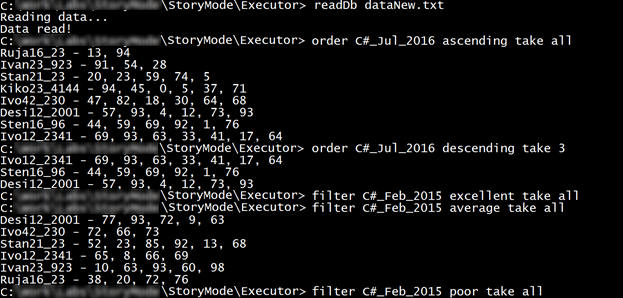 C:\StoryMode\Executor> readDb dataNew.txt
Reading data...
Data read!
C:\StoryMode\Executor> order C#_Jul_2016 ascending take all
Ruja16_23 - 13, 94
Ivan23_923 - 91, 54, 28
Stan21_23 - 20, 23, 59, 74, 5
Kiko23_4144 - 94, 45, 0, 5, 37, 71
Ivo42_230 - 47, 82, 18, 30, 64, 68
Desi12_2001 - 57, 93, 4, 12, 73, 93
Sten16_96 - 44, 59, 69, 92, 1, 76
Ivo12_2341 - 69, 93, 63, 33, 41, 17, 64
C:\StoryMode\Executor> order C#_Jul_2016 descending take 3
Ivo12_2341 - 69, 93, 63, 33, 41, 17, 64
Sten16_96 - 44, 59, 69, 92, 1, 76
Desi12_2001 - 57, 93, 4, 12, 73, 93
C:\StoryMode\Executor> filter C#_Feb_2015 excellent take all
C:\StoryMode\Executor> filter C#_Feb_2015 average take all
Desi12_2001 - 77, 93, 72, 9, 63
Ivo42_230 - 72, 66, 73
Stan21_23 - 52, 23, 85, 92, 13, 68
Ivo12_2341 - 65, 8, 66, 69
Ivan23_923 - 10, 63, 93, 60, 98
Ruja16_23 - 38, 20, 72, 76
C:\StoryMode\Executor> filter C#_Feb_2015 poor take all